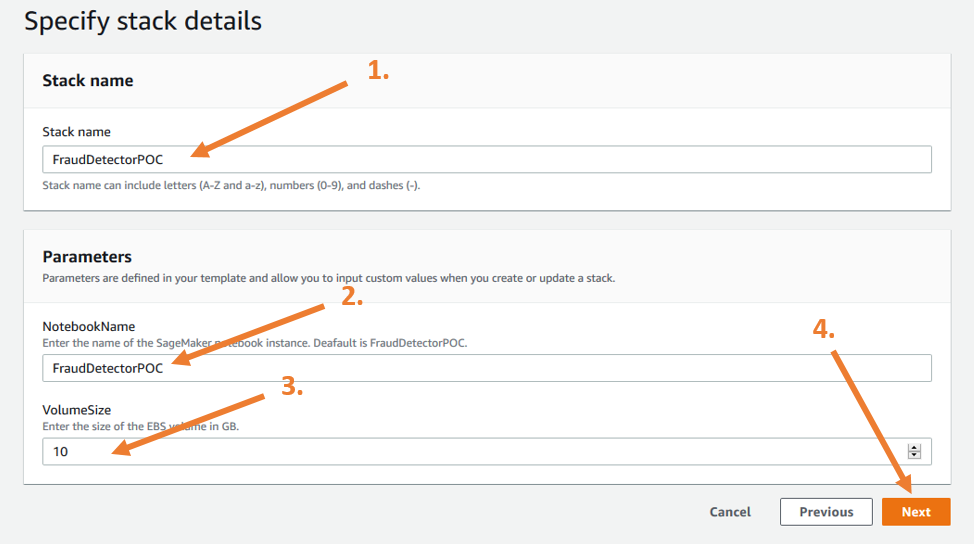 Specify stack details
1.
Stack name
Stack name
FraudDetectorPOC
Stack name can include letters (A-Z and a-z), numbers (0-9), and dashes (-).
Parameters
Parameters are defined in your template and allow you to input custom values when you create or update a stack.
2.
NotebookName
Enter the name of the SageMaker notebook instance. Deafault is FraudDetectorPOC.
4.
FraudDetectorPOC
3.
VolumeSize
Enter the size of the EBS volume in GB.
10
Cancel Previous Next